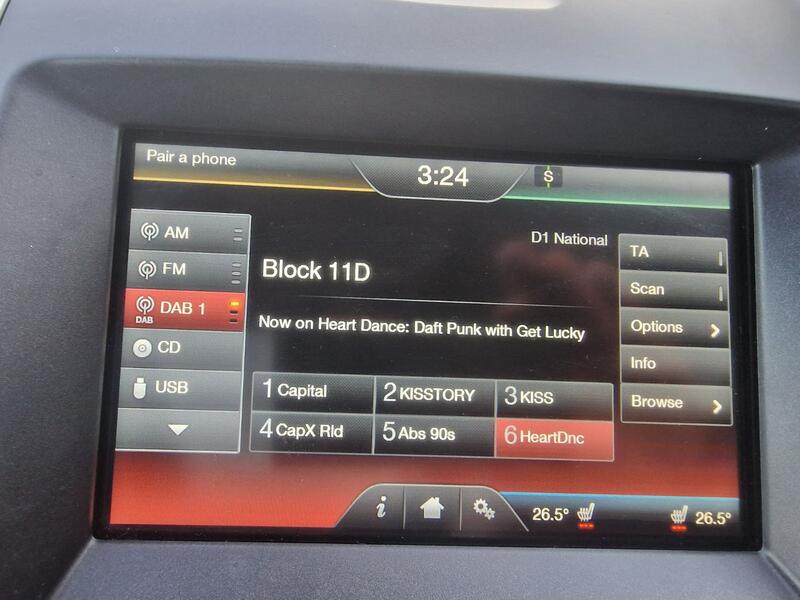 Pair a phone
3:24
S
D1 National
AM
FM
DAB 1
DAB
CD
USB
Block 11D
Now on Heart Dance: Daft Punk with Get Lucky
1 Capital
2 KISSTORY
3 KISS
4 CapX Rld
5 Abs 90s
6 HeartDnc
TA
Scan
Options
Info
Browse
i
26.5°
26.5°